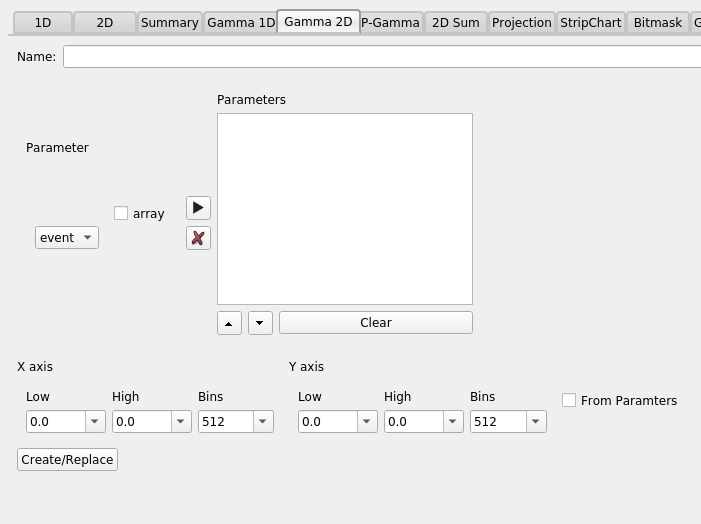 1D 2D Summary Gamma 1D Gamma 2D P-Gamma 2D Sum Projection StripChart Bitmask
Name:
Parameters
Parameter
array
event
Clear
X axis Y axis
Low High Bins Low High Bins
From Paramters
0.0 0.0 512 0.0 0.0 512
Create/Replace